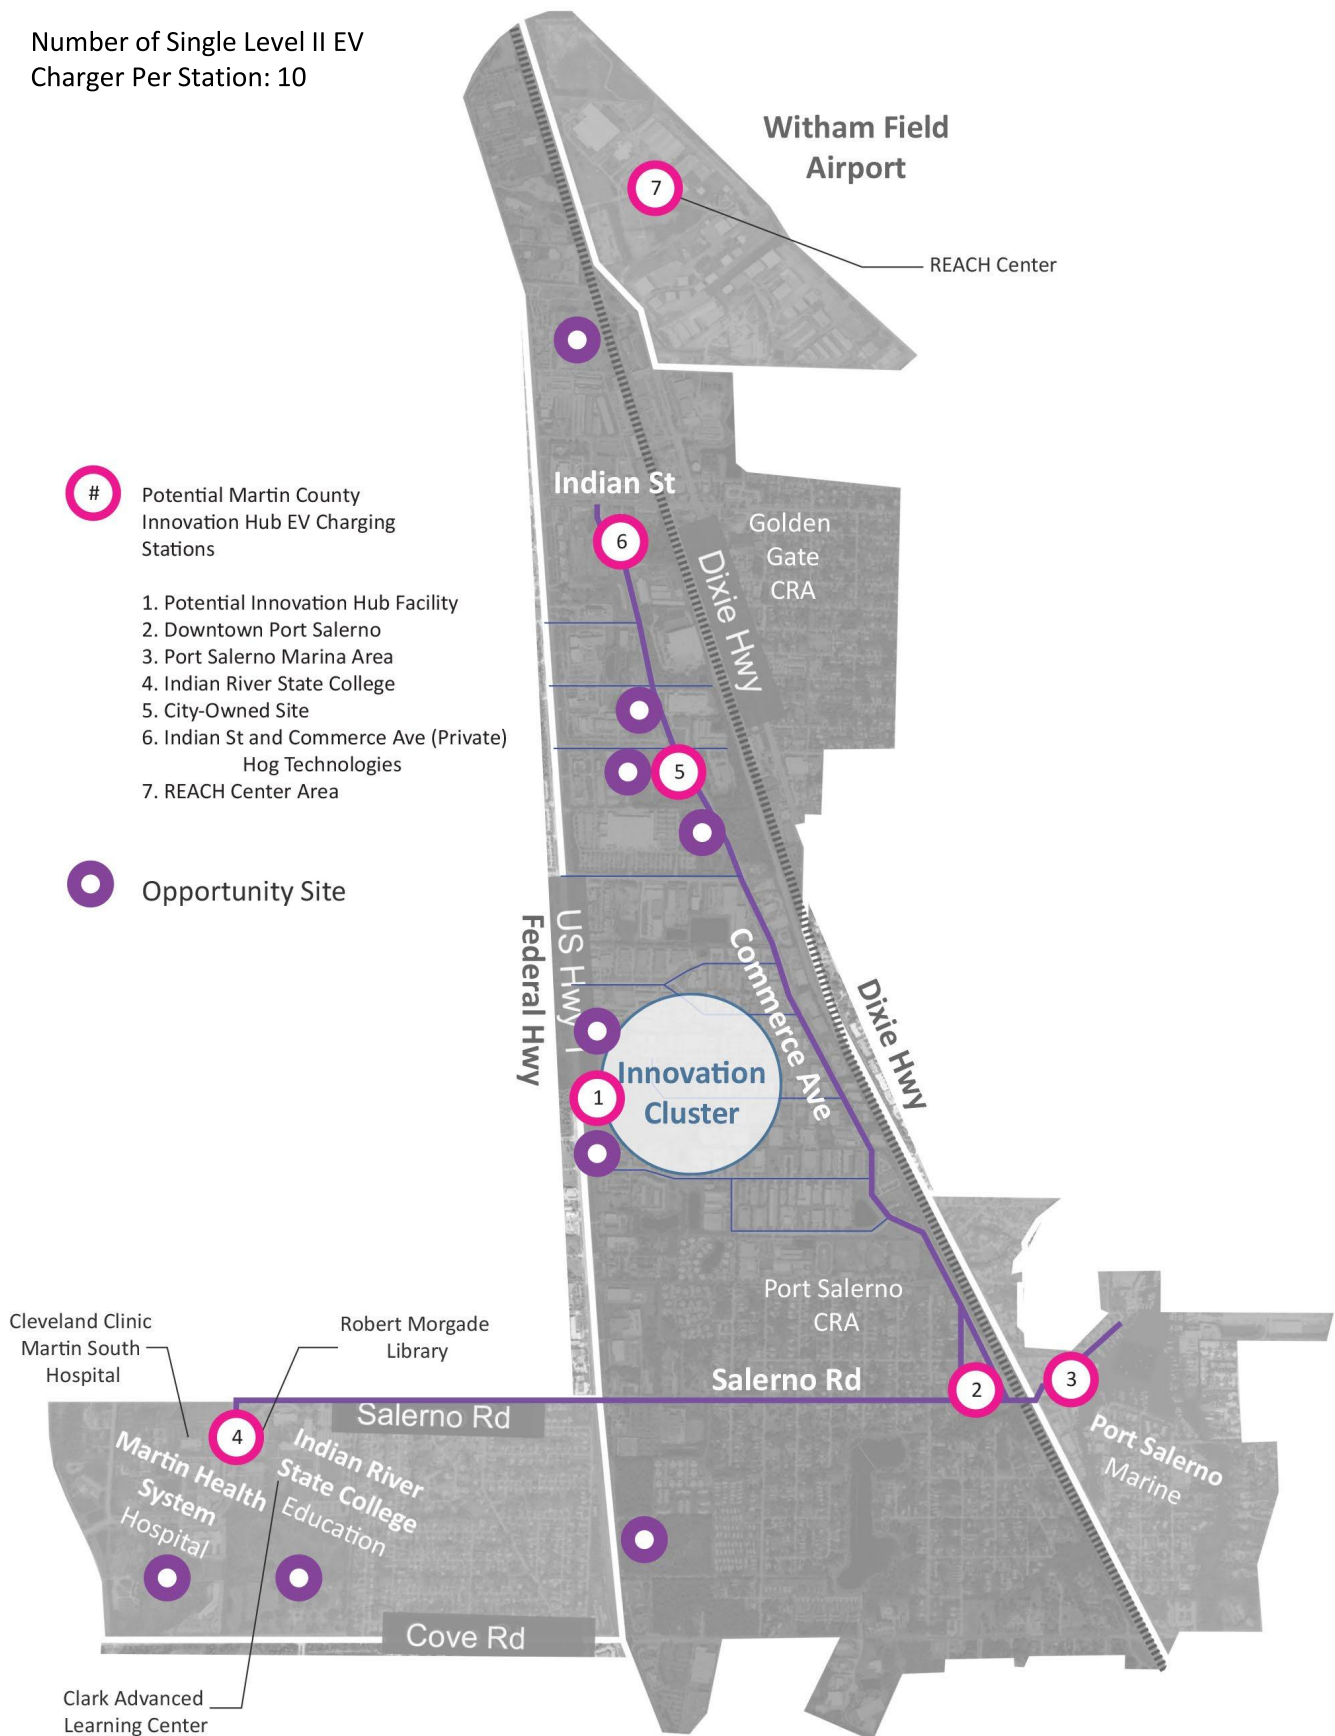 Number of Single Level II EV
Charger Per Station: 10
Witham Field
Airport
7
REACH Center
Indian St
6
Golden
Gate
CRA
Dixie Hwy
#
Potential Martin County
Innovation Hub EV Charging
Stations
1. Potential Innovation Hub Facility
2. Downtown Port Salerno
3. Port Salerno Marina Area
4. Indian River State College
5. City-Owned Site
6. Indian St and Commerce Ave (Private)
Hog Technologies
7. REACH Center Area
5
Opportunity Site
US Hwy 1
Federal Hwy
Commerce Ave
Dixie Hwy
Innovation
Cluster
1
Port Salerno
CRA
Cleveland Clinic
Martin South
Hospital
Robert Morgade
Library
Salerno Rd
2
3
Salerno Rd
4
Martin Health
System
Hospital
Indian River
State College
Education
Port Salerno
Marine
Cove Rd
Clark Advanced
Learning Center